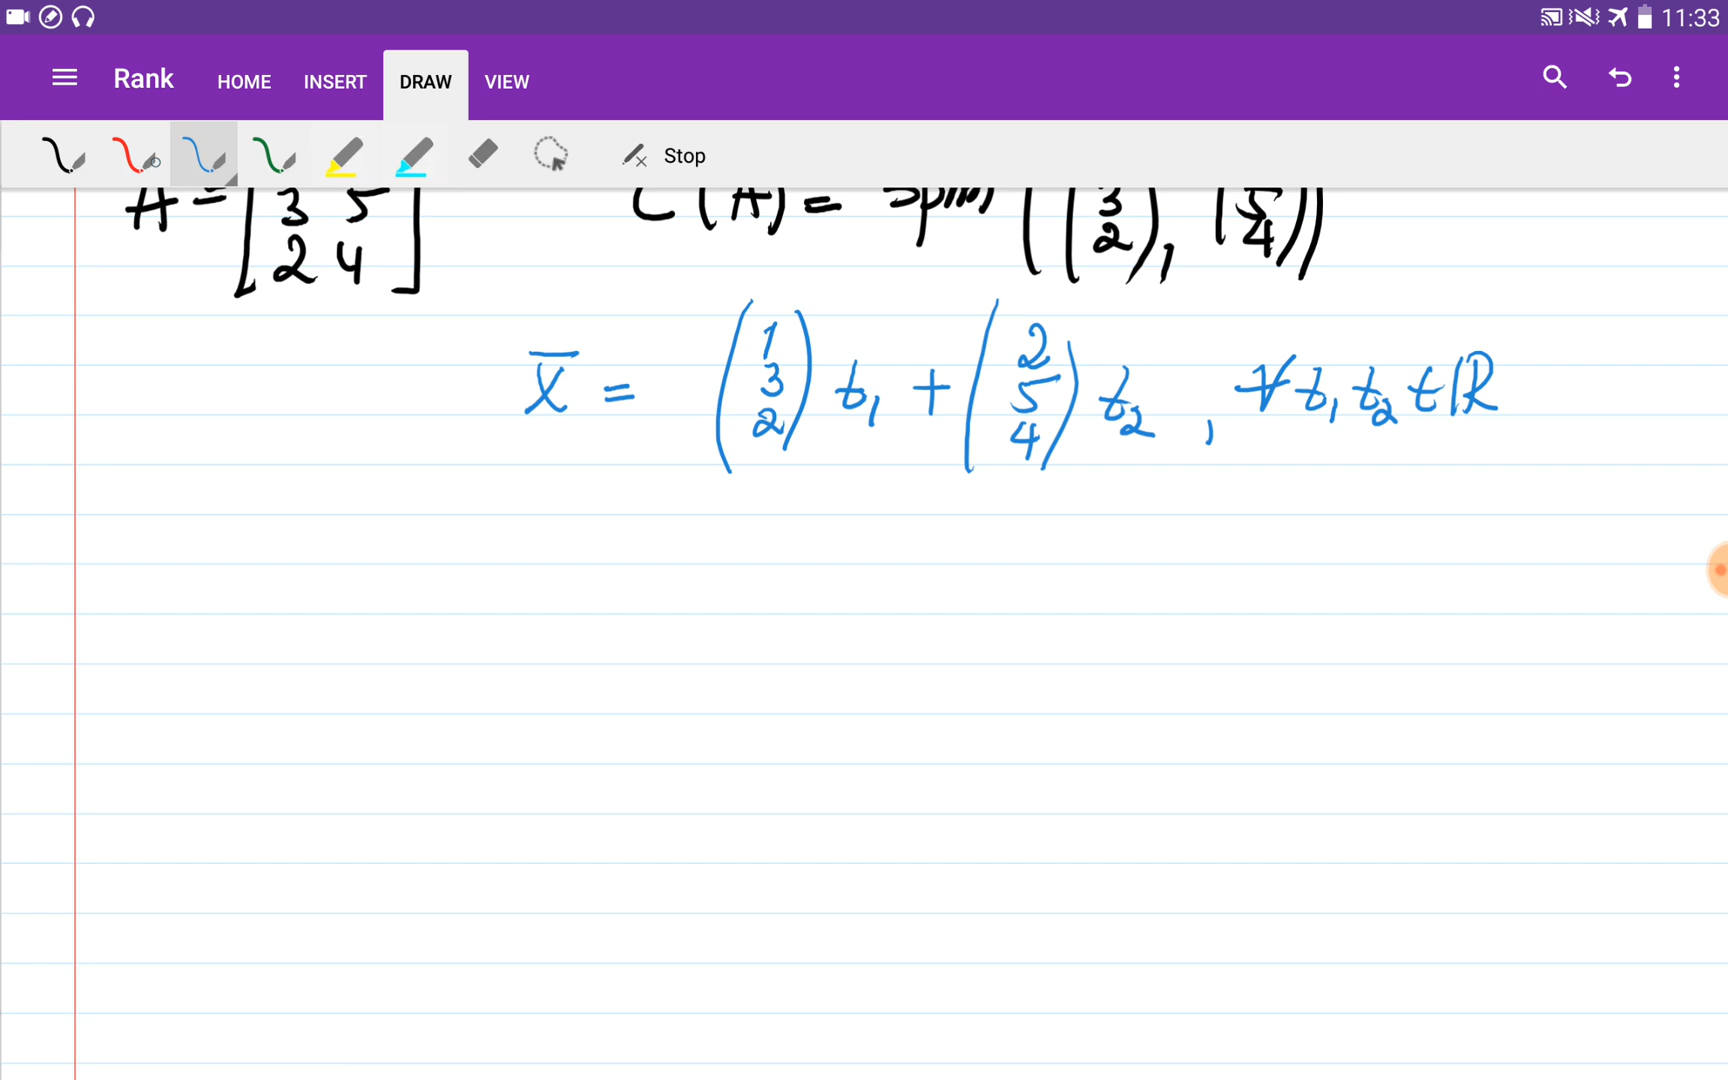 11:33
Rank HOME INSERT DRAW VIEW
Stop
A = [3 5 C(A) = span ((3 (5
2 4] 2), 4))
x̅ = (1 3 2) t₁ + (2 5 4) t₂ , ∀ t₁ t₂ ∈ ℝ